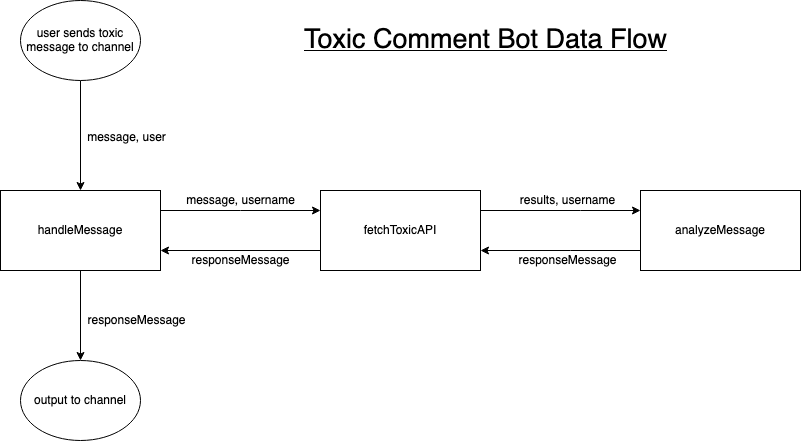 user sends toxic
message to channel
Toxic Comment Bot Data Flow
message, user
message, username
results, username
handleMessage
fetchToxicAPI
analyzeMessage
responseMessage
responseMessage
responseMessage
output to channel